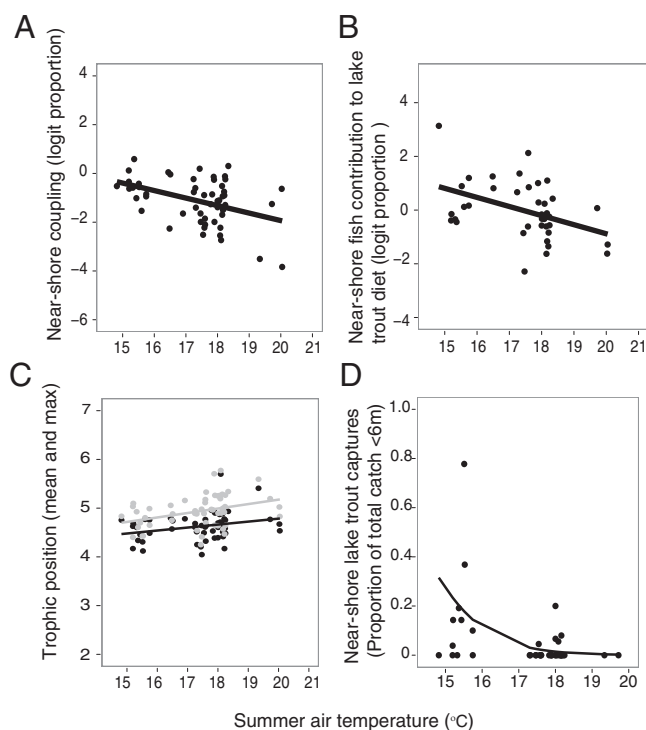 A
Near-shore coupling (logit proportion)
4
2
0
−2
−4
−6
15 16 17 18 19 20 21
B
Near-shore fish contribution to lake
trout diet (logit proportion )
4
2
0
−2
−4
15 16 17 18 19 20 21
C
Trophic position (mean and max)
7
6
5
4
3
2
15 16 17 18 19 20 21
D
Near-shore lake trout captures
(Proportion of total catch <6m)
1.0
0.8
0.6
0.4
0.2
0
15 16 17 18 19 20
Summer air temperature (°C)